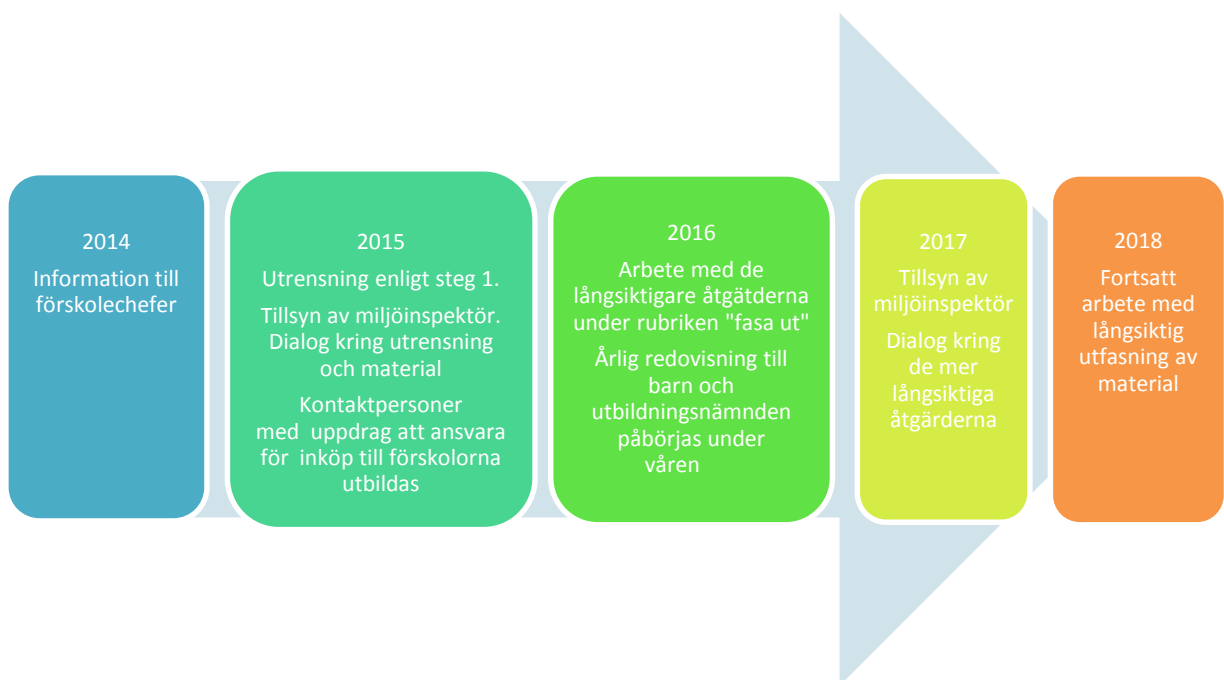 2014
Information till
förskolechefer
2015
Utrensning enligt steg 1.
Tillsyn av miljöinspektör.
Dialog kring utrensning
och material
Kontaktpersoner
med uppdrag att ansvara
för inköp till förskolorna
utbildas
2016
Arbete med de
långsiktigare åtgätderna
under rubriken "fasa ut"
Årlig redovisning till
barn och
utbildningsnämnden
påbörjas under
våren
2017
Tillsyn av
miljöinspektör
Dialog kring
de mer
långsiktiga
åtgärderna
2018
Fortsatt
arbete med
långsiktig
utfasning av
material